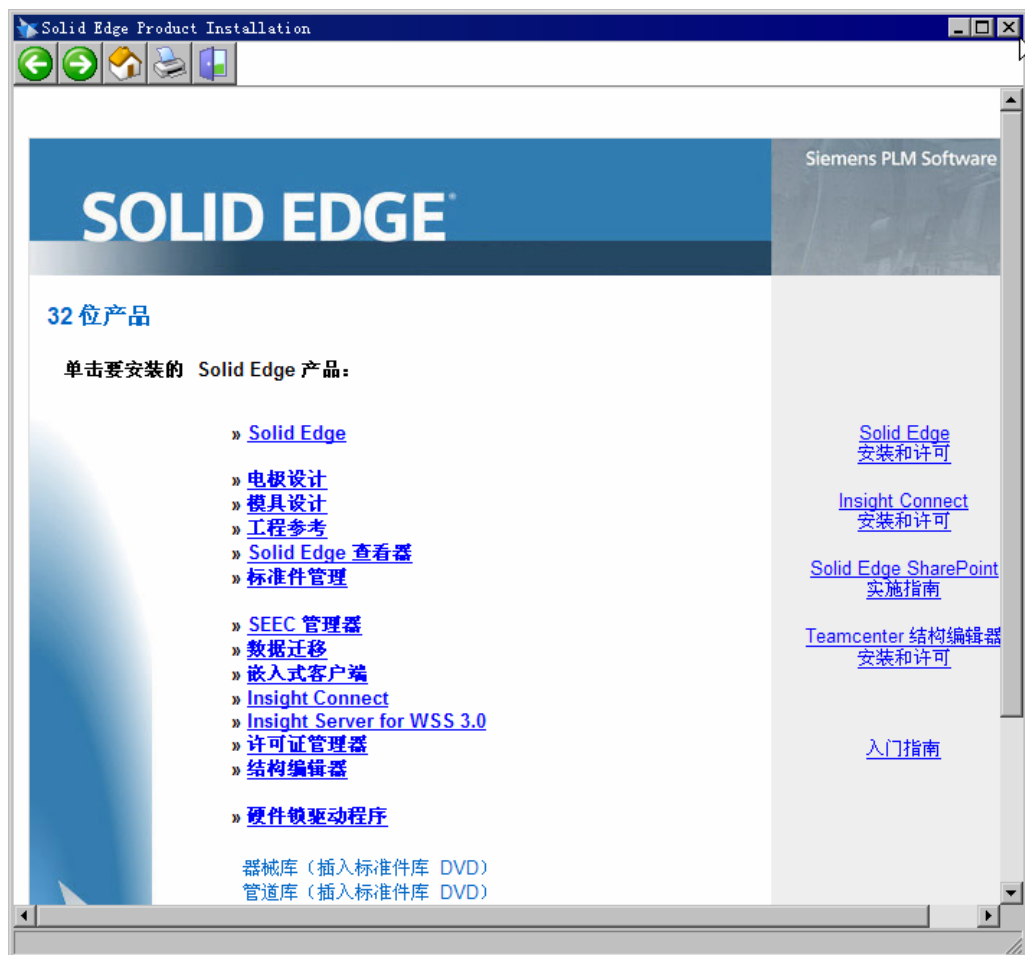 Solid Edge Product Installation
Siemens PLM Software
SOLID EDGE®
32 位产品
单击要安装的 Solid Edge 产品：
» Solid Edge
» 电极设计
» 模具设计
» 工程参考
» Solid Edge 查看器
» 标准件管理
» SEEC 管理器
» 数据迁移
» 嵌入式客户端
» Insight Connect
» Insight Server for WSS 3.0
» 许可证管理器
» 结构编辑器
» 硬件锁驱动程序
器械库（插入标准件库 DVD）
管道库（插入标准件库 DVD）
Solid Edge
安装和许可
Insight Connect
安装和许可
Solid Edge SharePoint
实施指南
Teamcenter 结构编辑器
安装和许可
入门指南